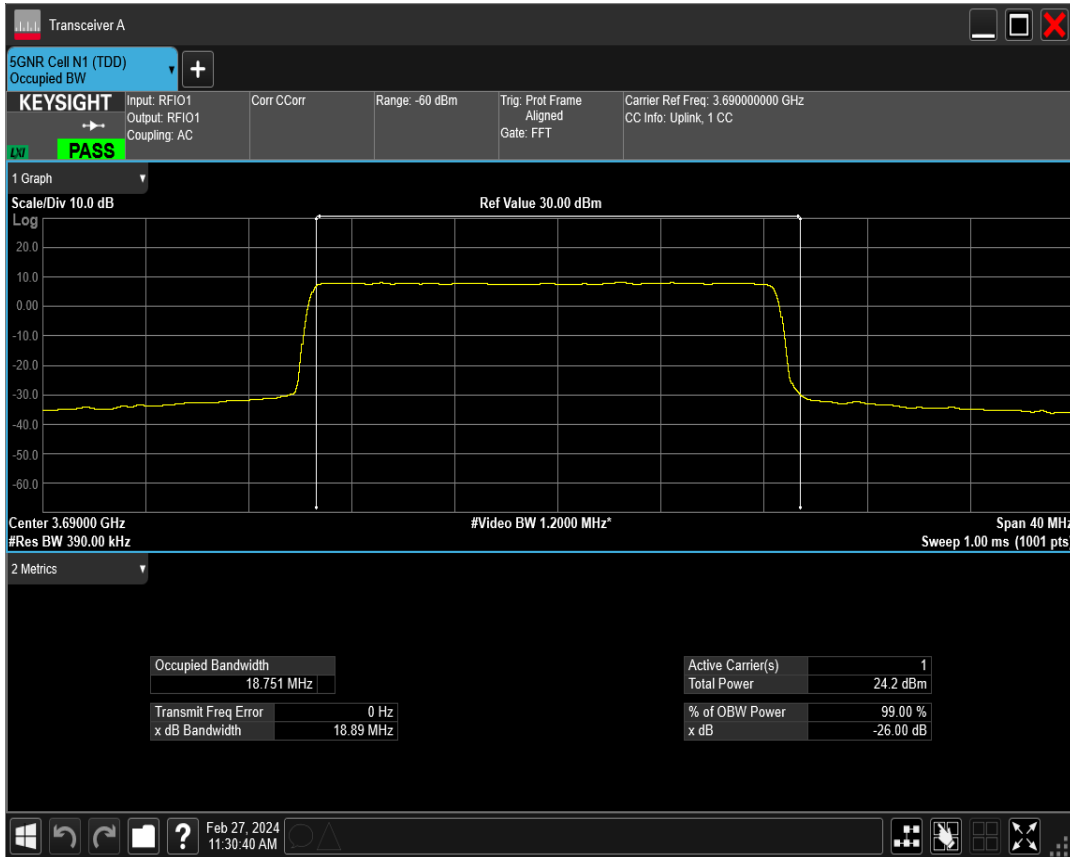 Transceiver A
5GNR Cell N1 (TDD)
Occupied BW
+
KEYSIGHT
LXI
PASS
Input: RFIO1
Output: RFIO1
Coupling: AC
Corr CCorr
Range: -60 dBm
Trig: Prot Frame
Aligned
Gate: FFT
Carrier Ref Freq: 3.690000000 GHz
CC Info: Uplink, 1 CC
1 Graph
Scale/Div 10.0 dB
Ref Value 30.00 dBm
Log
20.0
10.0
0.00
-10.0
-20.0
-30.0
-40.0
-50.0
-60.0
Center 3.69000 GHz
#Video BW 1.2000 MHz*
Span 40 MHz
#Res BW 390.00 kHz
Sweep 1.00 ms (1001 pts)
2 Metrics
Occupied Bandwidth
18.751 MHz
Transmit Freq Error 0 Hz
x dB Bandwidth 18.89 MHz
Active Carrier(s) 1
Total Power 24.2 dBm
% of OBW Power 99.00 %
x dB -26.00 dB
?
Feb 27, 2024
11:30:40 AM